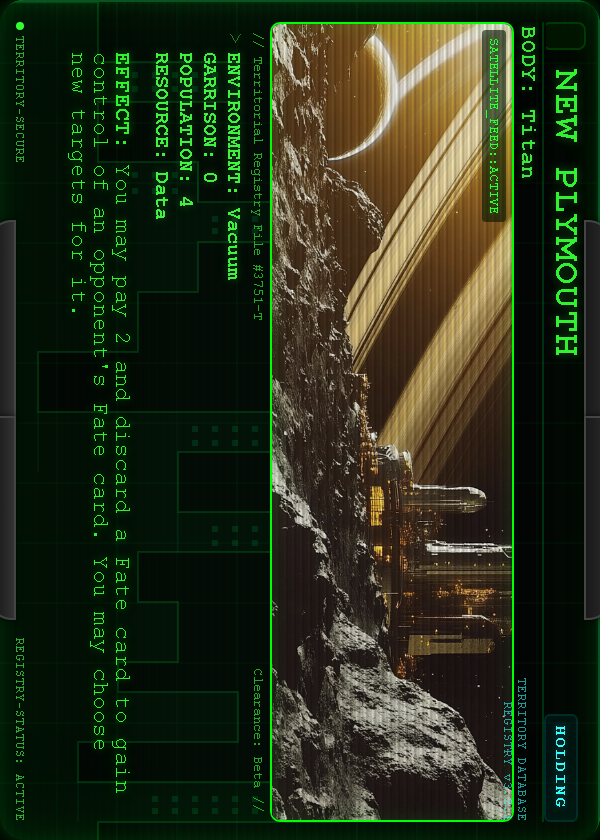 NEW PLYMOUTH
HOLDING
BODY: Titan
TERRITORY DATABASE
REGISTRY
SATELLITE_FEED::ACTIVE
// Territorial Registry File #3751-T
Clearance: Beta //
> ENVIRONMENT: Vacuum
GARRISON: 0
POPULATION: 4
RESOURCE: Data
EFFECT: You may pay 2 and discard a Fate card to gain
control of an opponent's Fate card. You may choose
new targets for it.
● TERRITORY-SECURE
REGISTRY-STATUS: ACTIVE